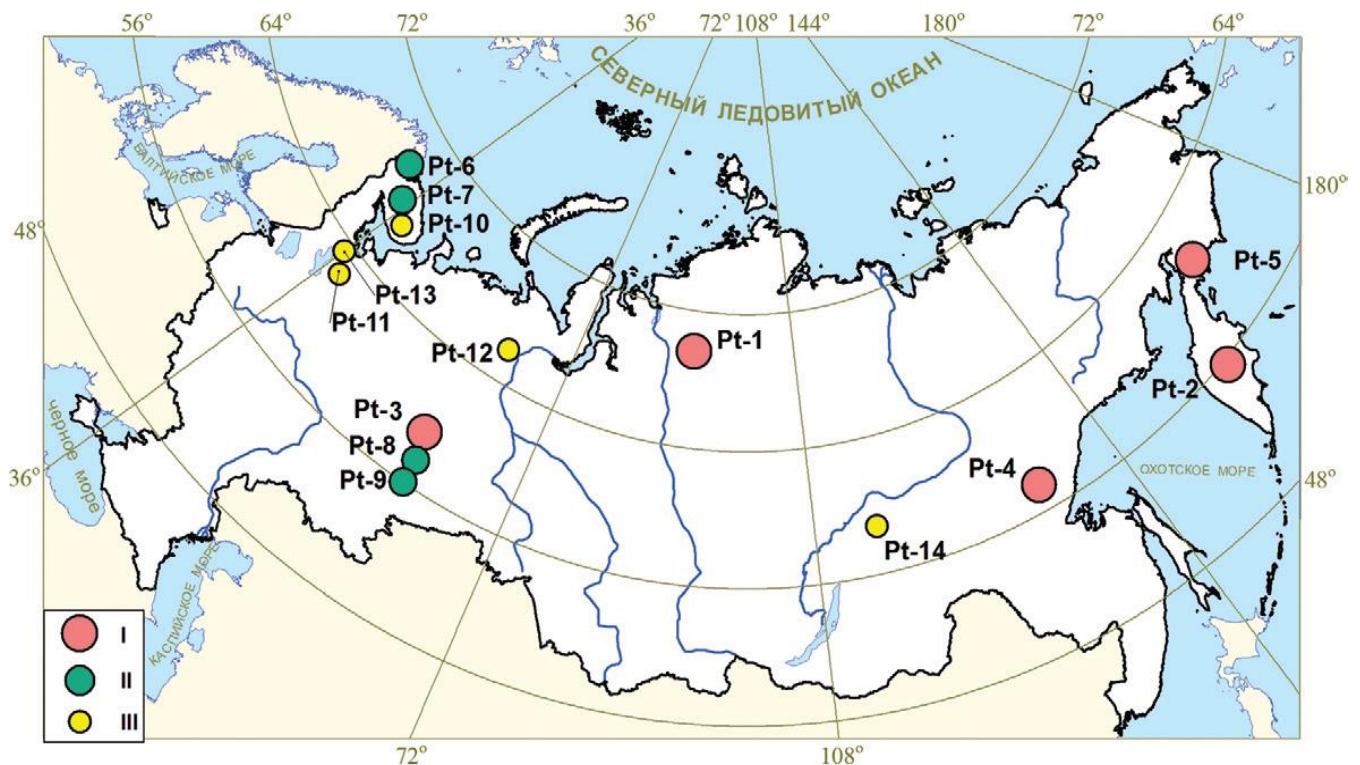 56° 64° 72° 36° 72° 108° 144° 180° 72° 64°
СЕВЕРНЫЙ ЛЕДОВИТЫЙ ОКЕАН
БАЛТИЙСКОЕ МОРЕ
Pt-6
Pt-7
180°
48°
Pt-10
Pt-5
Pt-13
Pt-11
Pt-12
Pt-1
Pt-2
Pt-3
черное море
Pt-8
Pt-4
ОХОТСКОЕ МОРЕ
36°
Pt-9
48°
Pt-14
КАСПИЙСКОЕ МОРЕ
I
II
III
72° 108°